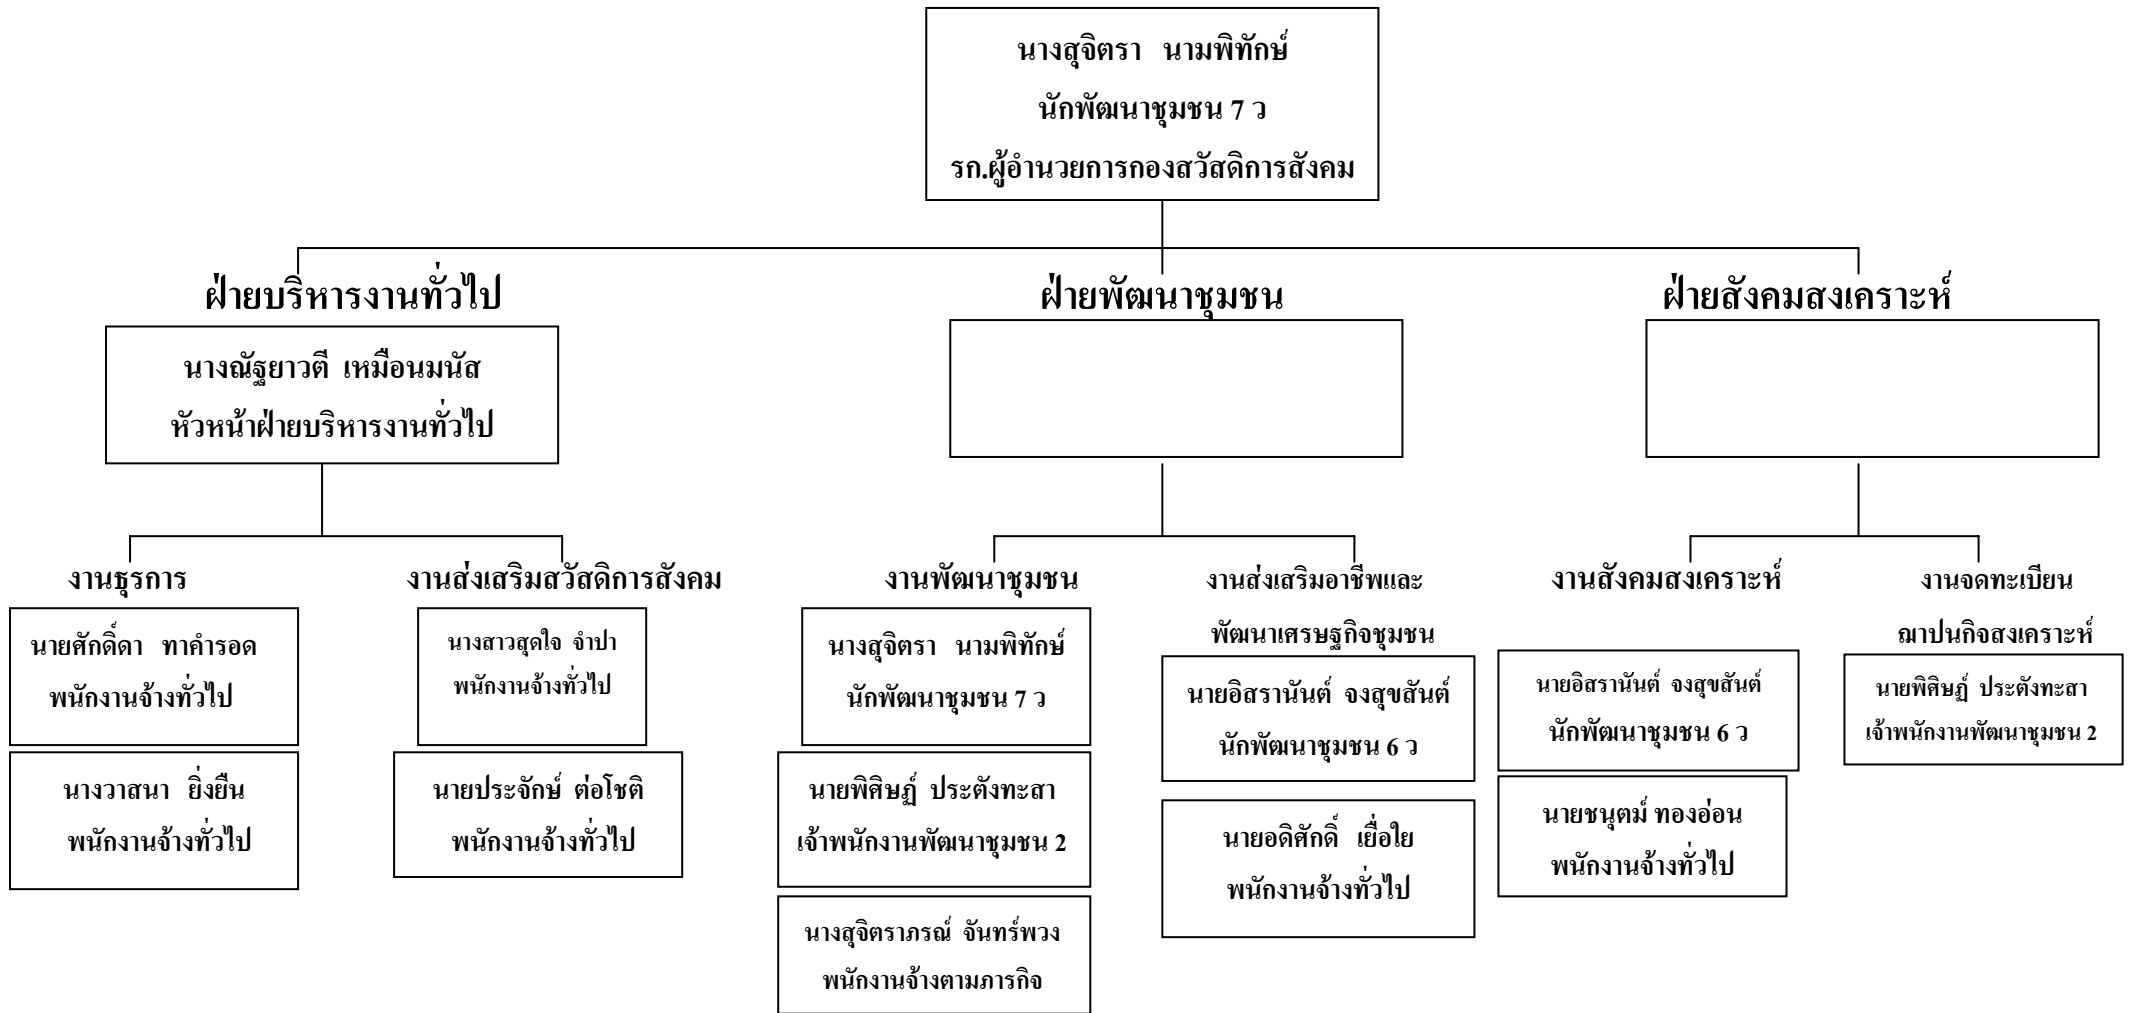 นางสุจิตรา นามพิทักษ์
นักพัฒนาชุมชน 7 ว
รก.ผู้อำนวยการกองสวัสดิการสังคม
ฝ่ายบริหารงานทั่วไป
นางณัฐยาวตี เหมือนมนัส
หัวหน้าฝ่ายบริหารงานทั่วไป
งานธุรการ
นายศักดิ์ดา ทาคำรอด
พนักงานจ้างทั่วไป
นางวาสนา ยิ่งยืน
พนักงานจ้างทั่วไป
งานส่งเสริมสวัสดิการสังคม
นางสาวสุดใจ จำปา
พนักงานจ้างทั่วไป
นายประจักษ์ ต่อโชติ
พนักงานจ้างทั่วไป
ฝ่ายพัฒนาชุมชน
งานพัฒนาชุมชน
นางสุจิตรา นามพิทักษ์
นักพัฒนาชุมชน 7 ว
นายพิศิษฏ์ ประตังทะสา
เจ้าพนักงานพัฒนาชุมชน 2
นางสุจิตราภรณ์ จันทร์พวง
พนักงานจ้างตามภารกิจ
งานส่งเสริมอาชีพและ
พัฒนาเศรษฐกิจชุมชน
นายอิสรานันต์ จงสุขสันต์
นักพัฒนาชุมชน 6 ว
นายอดิศักดิ์ เยื่อใย
พนักงานจ้างทั่วไป
ฝ่ายสังคมสงเคราะห์
งานสังคมสงเคราะห์
นายอิสรานันต์ จงสุขสันต์
นักพัฒนาชุมชน 6 ว
นายชนุตม์ ทองอ่อน
พนักงานจ้างทั่วไป
งานจดทะเบียน
ฌาปนกิจสงเคราะห์
นายพิศิษฏ์ ประตังทะสา
เจ้าพนักงานพัฒนาชุมชน 2